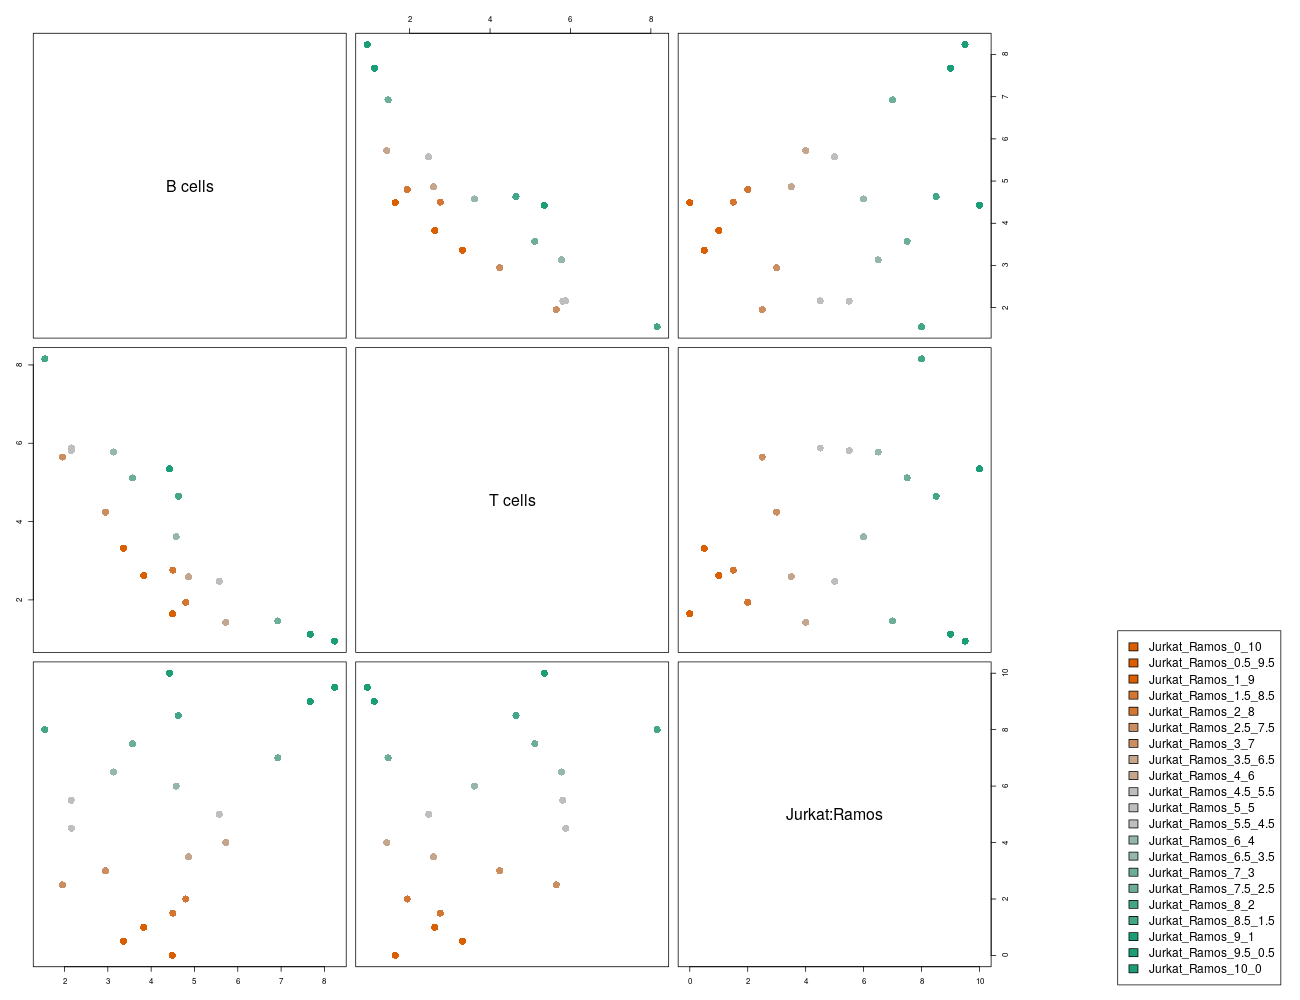 2 4 6 8
B cells
8
7
6
5
4
3
2
8
6
4
2
T cells
Jurkat:Ramos
10
8
6
4
2
0
2 3 4 5 6 7 8
0 2 4 6 8 10
Jurkat_Ramos_0_10
Jurkat_Ramos_0.5_9.5
Jurkat_Ramos_1_9
Jurkat_Ramos_1.5_8.5
Jurkat_Ramos_2_8
Jurkat_Ramos_2.5_7.5
Jurkat_Ramos_3_7
Jurkat_Ramos_3.5_6.5
Jurkat_Ramos_4_6
Jurkat_Ramos_4.5_5.5
Jurkat_Ramos_5_5
Jurkat_Ramos_5.5_4.5
Jurkat_Ramos_6_4
Jurkat_Ramos_6.5_3.5
Jurkat_Ramos_7_3
Jurkat_Ramos_7.5_2.5
Jurkat_Ramos_8_2
Jurkat_Ramos_8.5_1.5
Jurkat_Ramos_9_1
Jurkat_Ramos_9.5_0.5
Jurkat_Ramos_10_0